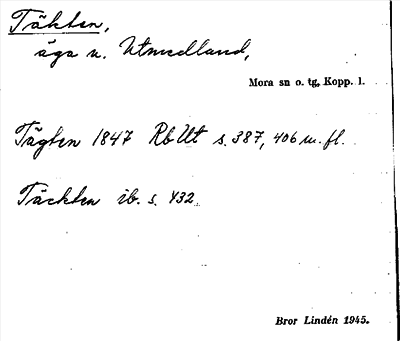 Täkten,
äga u. Utmedland,
Mora sn o. tg, Kopp. l.
Tägten 1847 RbUt s. 387, 406 m. fl.
Täckten ib. s. 432.
Bror Lindén 1945.